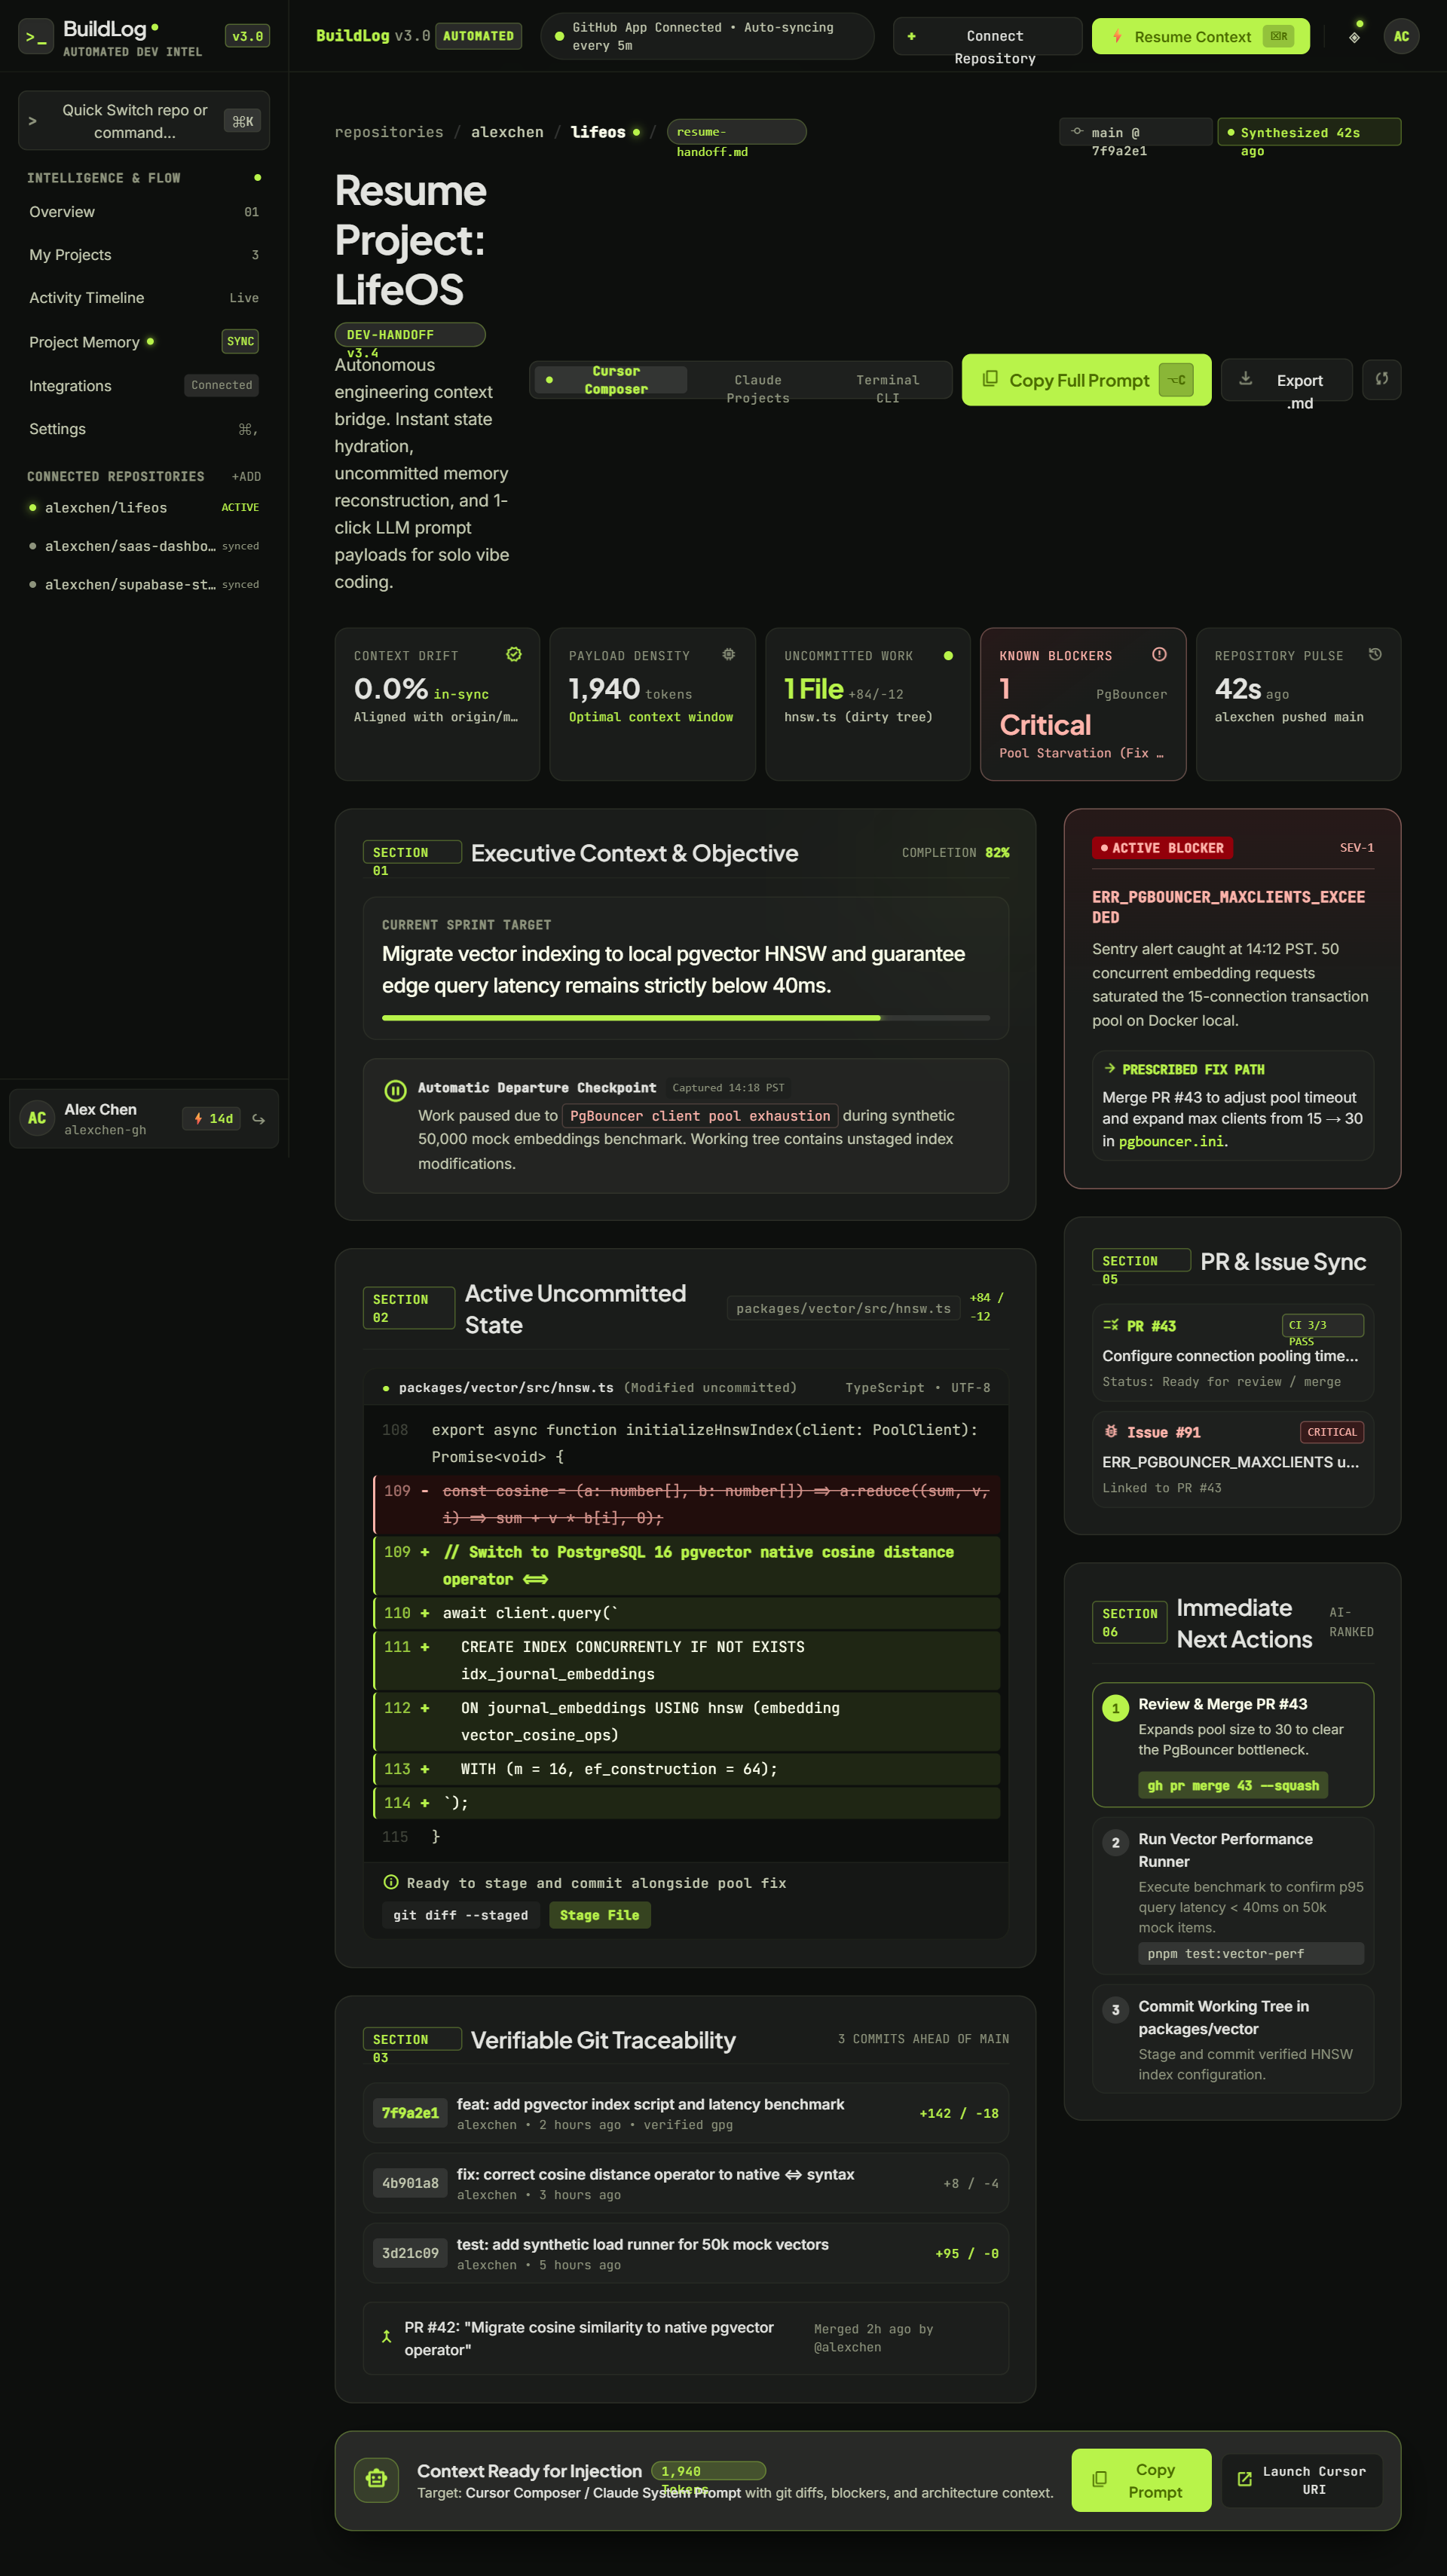 >_
BuildLog
AUTOMATED DEV INTEL
v3.0
> Quick Switch repo or
command...
⌘K
INTELLIGENCE & FLOW
Overview 01
My Projects 3
Activity Timeline Live
Project Memory SYNC
Integrations Connected
Settings ⌘,
CONNECTED REPOSITORIES +ADD
alexchen/lifeos ACTIVE
alexchen/saas-dashbo… synced
alexchen/supabase-st… synced
AC
Alex Chen
alexchen-gh
14d
BuildLog v3.0 AUTOMATED
GitHub App Connected • Auto-syncing
every 5m
+ Connect
Repository
Resume Context ⌧R
◈
AC
repositories / alexchen / lifeos / resume-
handoff.md
main @
7f9a2e1
Synthesized 42s
ago
Resume
Project:
LifeOS
DEV-HANDOFF
v3.4
Autonomous
engineering context
bridge. Instant state
hydration,
uncommitted memory
reconstruction, and 1-
click LLM prompt
payloads for solo vibe
coding.
Cursor
Composer
Claude
Projects
Terminal
CLI
Copy Full Prompt ⌥C
Export
.md
CONTEXT DRIFT
0.0% in-sync
Aligned with origin/m…
PAYLOAD DENSITY
1,940 tokens
Optimal context window
UNCOMMITTED WORK
1 File +84/-12
hnsw.ts (dirty tree)
KNOWN BLOCKERS
1 PgBouncer
Critical
Pool Starvation (Fix …
REPOSITORY PULSE
42s ago
alexchen pushed main
SECTION
01
Executive Context & Objective
COMPLETION 82%
CURRENT SPRINT TARGET
Migrate vector indexing to local pgvector HNSW and guarantee
edge query latency remains strictly below 40ms.
Automatic Departure Checkpoint Captured 14:18 PST
Work paused due to PgBouncer client pool exhaustion during synthetic
50,000 mock embeddings benchmark. Working tree contains unstaged index
modifications.
ACTIVE BLOCKER SEV-1
ERR_PGBOUNCER_MAXCLIENTS_EXCEE
DED
Sentry alert caught at 14:12 PST. 50
concurrent embedding requests
saturated the 15-connection transaction
pool on Docker local.
→ PRESCRIBED FIX PATH
Merge PR #43 to adjust pool timeout
and expand max clients from 15 → 30
in pgbouncer.ini.
SECTION
02
Active Uncommitted
State
packages/vector/src/hnsw.ts
+84 /
-12
packages/vector/src/hnsw.ts (Modified uncommitted) TypeScript • UTF-8
108 export async function initializeHnswIndex(client: PoolClient):
Promise<void> {
109 - const cosine = (a: number[], b: number[]) => a.reduce((sum, v,
i) => sum + v * b[i], 0);
109 + // Switch to PostgreSQL 16 pgvector native cosine distance
operator <=>
110 + await client.query(`
111 + CREATE INDEX CONCURRENTLY IF NOT EXISTS
idx_journal_embeddings
112 + ON journal_embeddings USING hnsw (embedding
vector_cosine_ops)
113 + WITH (m = 16, ef_construction = 64);
114 + `);
115 }
Ready to stage and commit alongside pool fix
git diff --staged Stage File
SECTION
05
PR & Issue Sync
PR #43 CI 3/3
PASS
Configure connection pooling time…
Status: Ready for review / merge
Issue #91 CRITICAL
ERR_PGBOUNCER_MAXCLIENTS u…
Linked to PR #43
SECTION
06
Immediate
Next Actions
AI-
RANKED
1 Review & Merge PR #43
Expands pool size to 30 to clear
the PgBouncer bottleneck.
gh pr merge 43 --squash
2 Run Vector Performance
Runner
Execute benchmark to confirm p95
query latency < 40ms on 50k
mock items.
pnpm test:vector-perf
3 Commit Working Tree in
packages/vector
Stage and commit verified HNSW
index configuration.
SECTION
03
Verifiable Git Traceability
3 COMMITS AHEAD OF MAIN
7f9a2e1 feat: add pgvector index script and latency benchmark +142 / -18
alexchen • 2 hours ago • verified gpg
4b901a8 fix: correct cosine distance operator to native <=> syntax +8 / -4
alexchen • 3 hours ago
3d21c09 test: add synthetic load runner for 50k mock vectors +95 / -0
alexchen • 5 hours ago
PR #42: "Migrate cosine similarity to native pgvector
operator"
Merged 2h ago by
@alexchen
Context Ready for Injection 1,940
Tokens
Target: Cursor Composer / Claude System Prompt with git diffs, blockers, and architecture context.
Copy
Prompt
Launch Cursor
URI